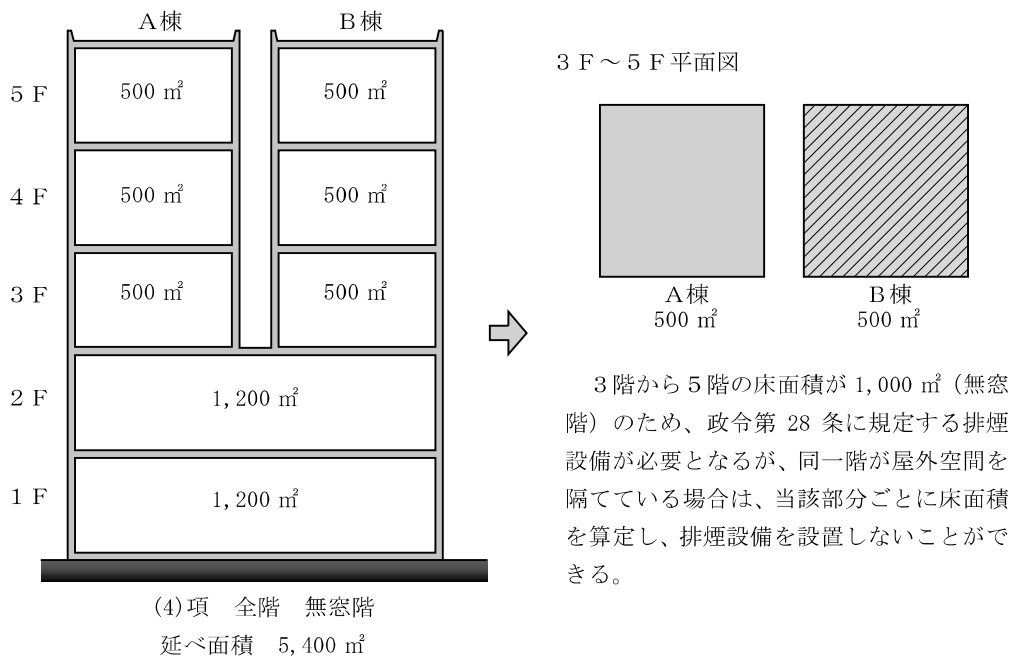 A棟 B棟
5F 500 ㎡ 500 ㎡
4F 500 ㎡ 500 ㎡
3F 500 ㎡ 500 ㎡
2F 1,200 ㎡
1F 1,200 ㎡
(4)項 全階 無窓階
延べ面積 5,400 ㎡
3F～5F平面図
A棟 B棟
500 ㎡ 500 ㎡
3階から5階の床面積が 1,000 ㎡（無窓
階）のため、政令第 28 条に規定する排煙
設備が必要となるが、同一階が屋外空間を
隔てている場合は、当該部分ごとに床面積
を算定し、排煙設備を設置しないことがで
きる。